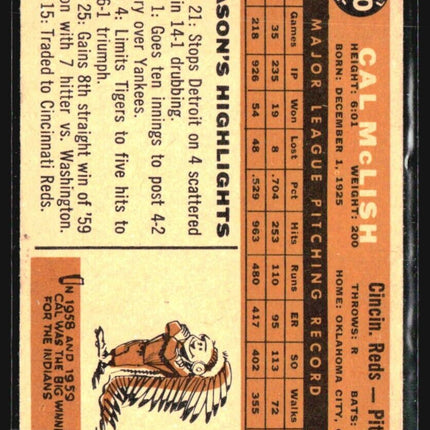 0
CAL McLISH
Cincin. Reds — Pit
HEIGHT: 6:01 WEIGHT: 200 THROWS: R BATS:
BORN: DECEMBER 1, 1925 HOME: OKLAHOMA CITY,
MAJOR LEAGUE PITCHING RECORD
Games IP Won Lost Pct Hits Runs ER SO Walks
35 235 19 8 .704 253 110 95 113 72
218 926 54 48 .529 963 480 417 402 355
ASON'S HIGHLIGHTS
21: Stops Detroit on 4 scattered
in 14-1 drubbing.
1: Goes ten innings to post 4-2
ry over Yankees.
4: Limits Tigers to five hits to
6-1 triumph.
25: Gains 8th straight win of '59
on with 7 hitter vs. Washington.
15: Traded to Cincinnati Reds.
IN 1958 AND 1959
CAL WAS THE BIG WINN
FOR THE INDIANS